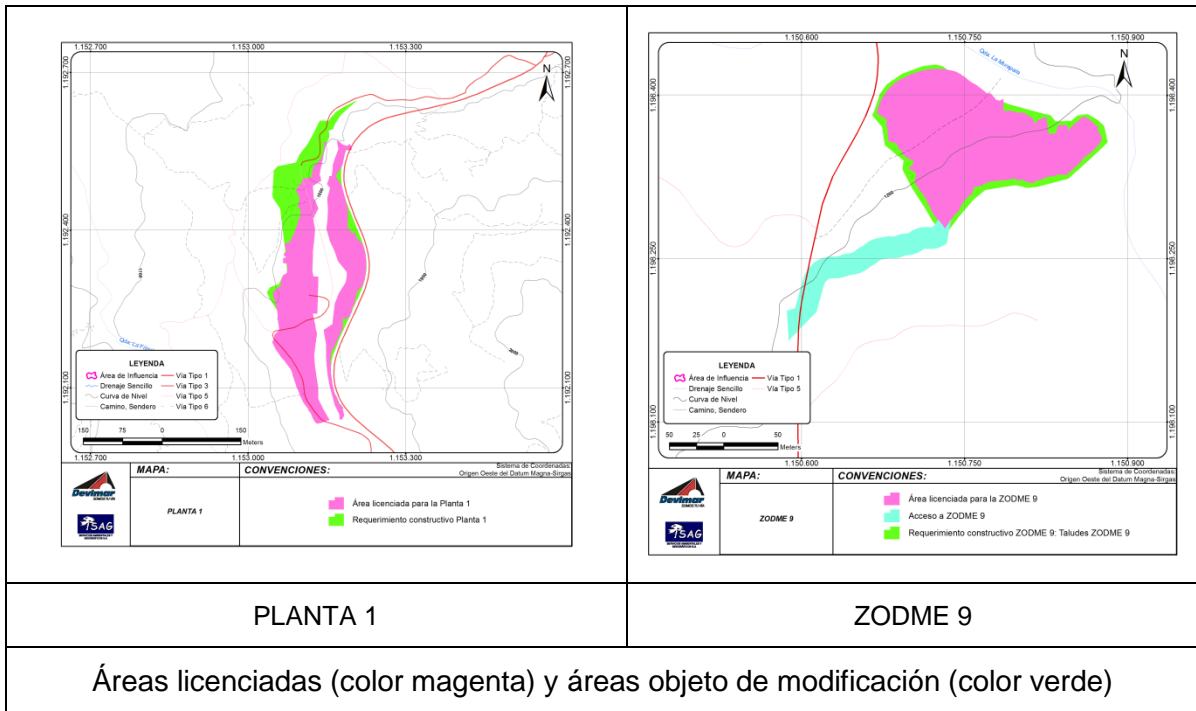 1.152.700 1.153.000 1.153.300
1.192.700 1.192.700
N
1.192.400 1.192.400
1900
1900
2000
LEYENDA
Área de Influencia Vía Tipo 1
Drenaje Sencillo Vía Tipo 3
Curva de Nivel Vía Tipo 5
Camino, Sendero Vía Tipo 6
1.192.100 1.192.100
150 75 0 150
Meters
1.152.700 1.153.000 1.153.300
MAPA: CONVENCIONES:
Sistema de Coordenadas:
Origen Oeste del Datum Magna-Sirgas
Devimar
PLANTA 1
Área licenciada para la Planta 1
Requerimiento constructivo Planta 1
SAG
1.150.600 1.150.750 1.150.900
Qda. La Murapala
N
1.198.400 1.198.400
1200
1.198.250 1.198.250
LEYENDA
Área de Influencia Vía Tipo 1
Drenaje Sencillo Vía Tipo 5
Curva de Nivel
Camino, Sendero
1.198.100 1.198.100
50 25 0 50
Meters
1.150.600 1.150.750 1.150.900
MAPA: CONVENCIONES:
Sistema de Coordenadas:
Origen Oeste del Datum Magna-Sirgas
Devimar
ZODME 9
Área licenciada para la ZODME 9
Acceso a ZODME 9
Requerimiento constructivo ZODME 9: Taludes ZODME 9
SAG
PLANTA 1 ZODME 9
Áreas licenciadas (color magenta) y áreas objeto de modificación (color verde)